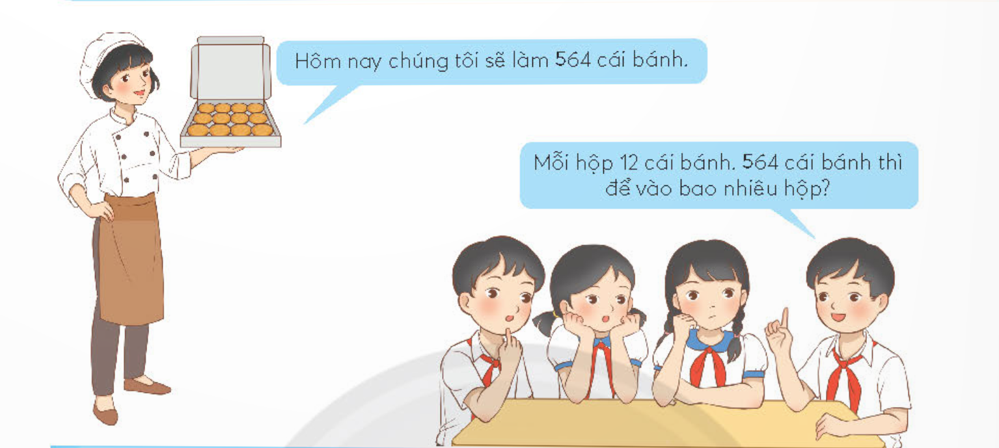 Hôm nay chúng tôi sẽ làm 564 cái bánh.
Mỗi hộp 12 cái bánh. 564 cái bánh thì
để vào bao nhiêu hộp?